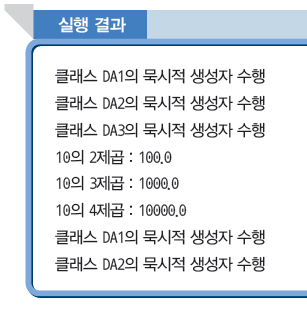 실행 결과
클래스 DA1의 묵시적 생성자 수행
클래스 DA2의 묵시적 생성자 수행
클래스 DA3의 묵시적 생성자 수행
10의 2제곱 : 100.0
10의 3제곱 : 1000.0
10의 4제곱 : 10000.0
클래스 DA1의 묵시적 생성자 수행
클래스 DA2의 묵시적 생성자 수행